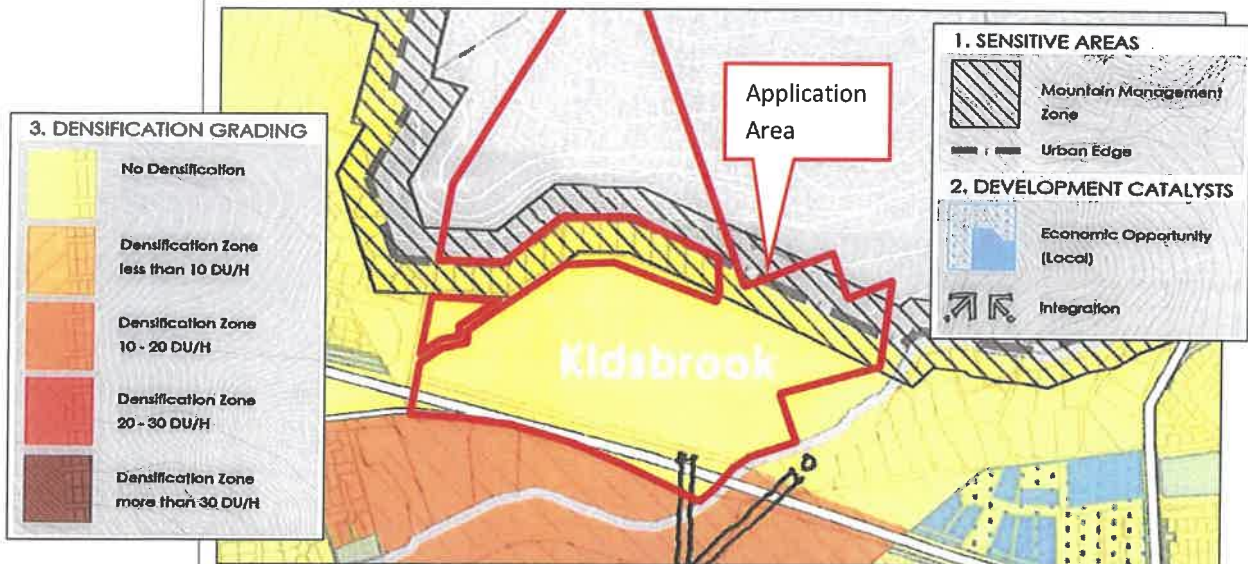 3. DENSIFICATION GRADING
No Densification
Densification Zone
less than 10 DU/H
Densification Zone
10 - 20 DU/H
Densification Zone
20 - 30 DU/H
Densification Zone
more than 30 DU/H
Application
Area
Kidsbrook
1. SENSITIVE AREAS
Mountain Management
Zone
Urban Edge
2. DEVELOPMENT CATALYSTS
Economic Opportunity
(Local)
Integration